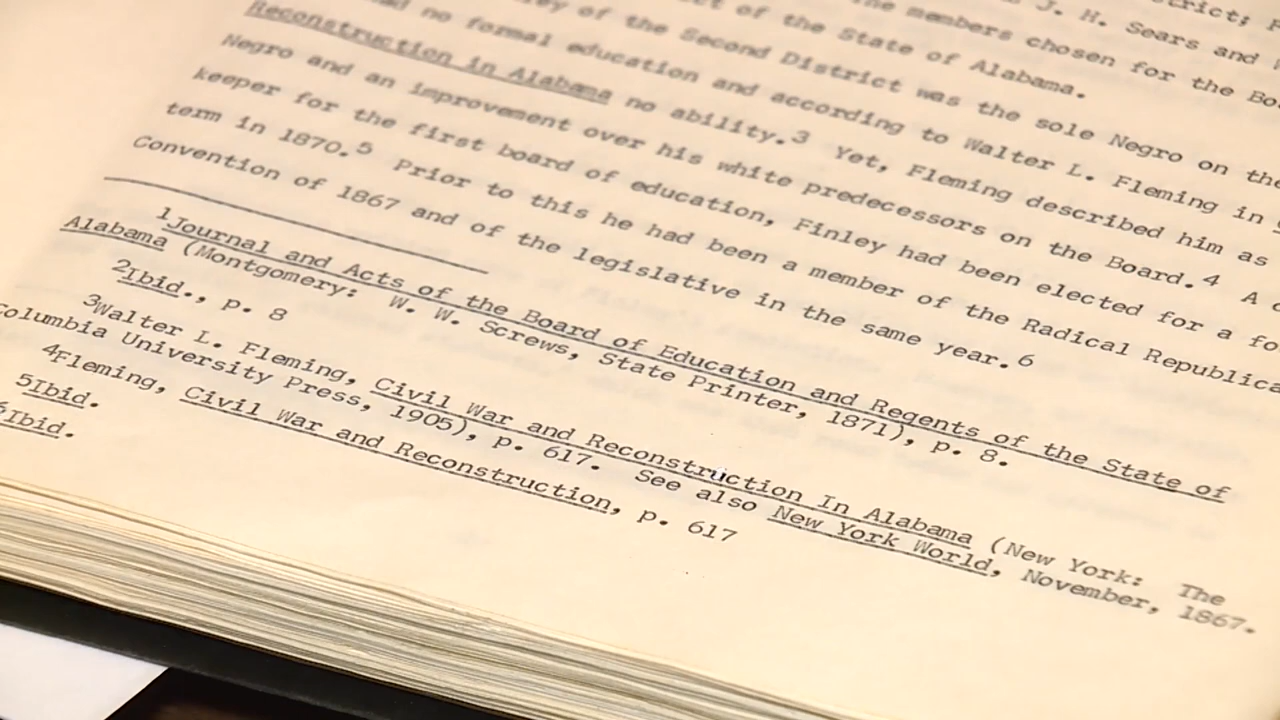 strict;
J. H. Sears and
The members chosen for the
of the State of Alabama.
of the Second District was the sole Negro on the
no formal education and according to Walter L. Fleming in
Reconstruction in Alabama no ability.3 Yet, Fleming described him as
Negro and an improvement over his white predecessors on the Board.4 A
keeper for the first board of education, Finley had been elected for a
term in 1870.5 Prior to this he had been a member of the Radical Republica
Convention of 1867 and of the legislative in the same year.6
1Journal and Acts of the Board of Education and Regents of the State of
Alabama (Montgomery: W. W. Screws, State Printer, 1871), p. 8.
2Ibid., p. 8
3Walter L. Fleming, Civil War and Reconstruction In Alabama (New York: The
Columbia University Press, 1905), p. 617. See also New York World, November, 1867.
4Fleming, Civil War and Reconstruction, p. 617
5Ibid.
6Ibid.